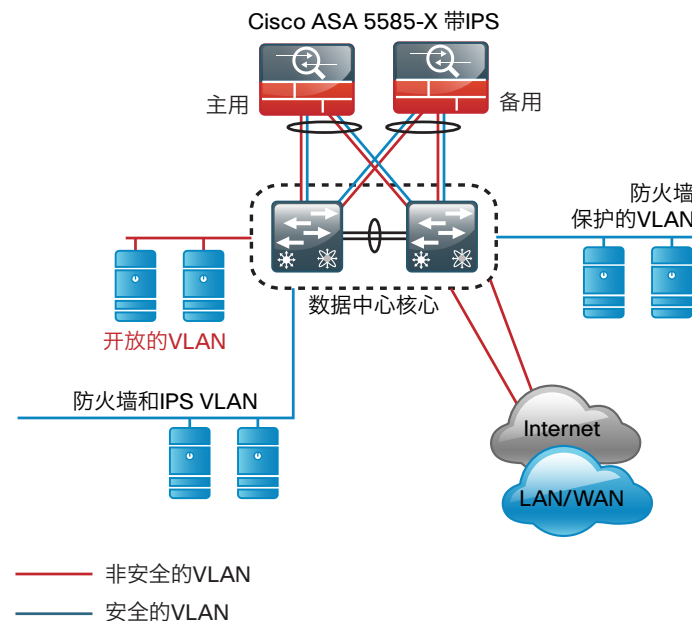 Cisco ASA 5585-X 带IPS
主用
备用
防火墙
保护的VLAN
数据中心核心
开放的VLAN
防火墙和IPS VLAN
Internet
LAN/WAN
非安全的VLAN
安全的VLAN